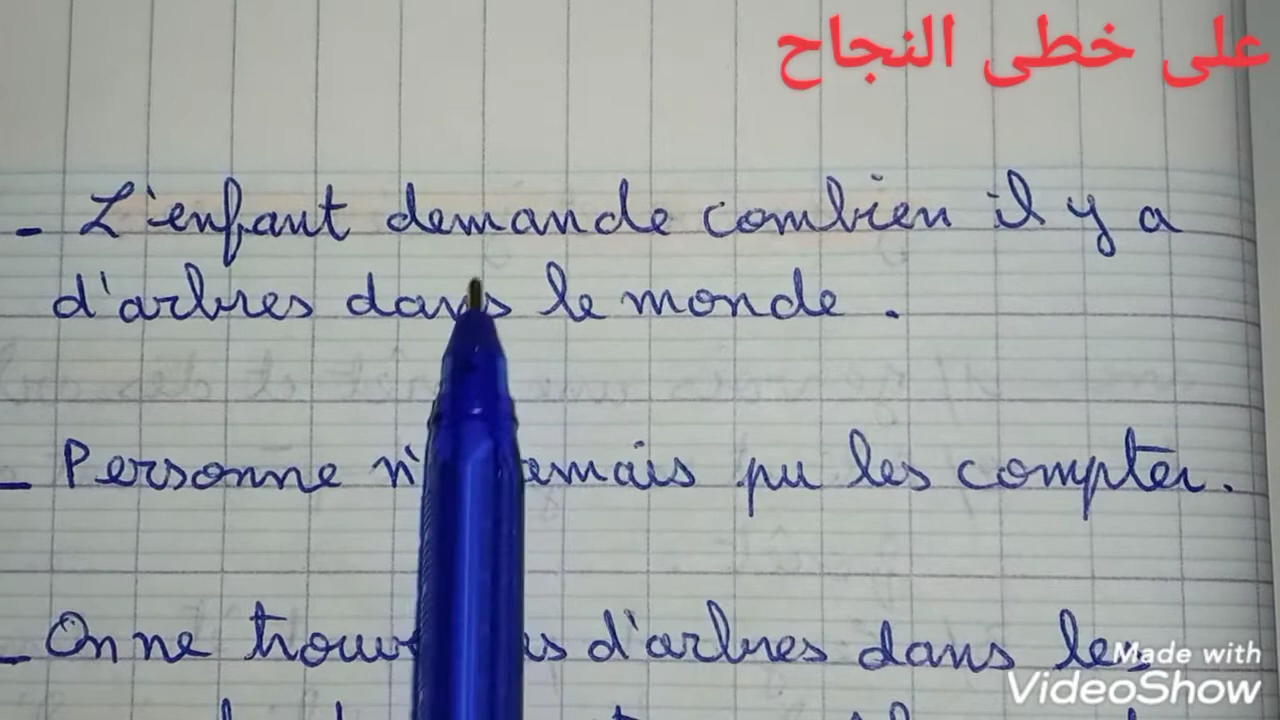 على خطى النجاح
- L'enfant demande combien il y a
d'arbres dans le monde.
- Personne n' jamais pu les compter.
- On ne trouve d'arbres dans les
Made with
VideoShow